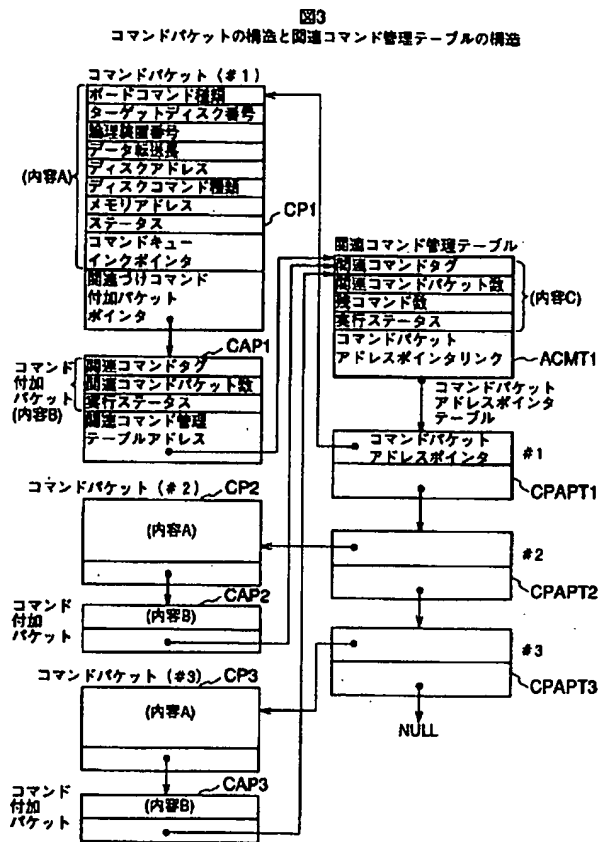 図3
コマンドパケットの構造と関連コマンド管理テーブルの構造
コマンドパケット (#1)
ボードコマンド種類
ターゲットディスク番号
論理装置番号
データ転送長
(内容A)
ディスクアドレス
ディスクコマンド種類
メモリアドレス
CP1
ステータス
コマンドキュー
インクポインタ
関連づけコマンド
付加パケット
ポインタ
CAP1
コマンド
付加
パケット
(内容B)
関連コマンドタグ
関連コマンドパケット数
実行ステータス
関連コマンド管理
テーブルアドレス
関連コマンド管理テーブル
関連コマンドタグ
関連コマンドパケット数
残コマンド数
実行ステータス
(内容C)
コマンドパケット
アドレスポインタリンク
ACMT1
コマンドパケット
アドレスポインタ
テーブル
コマンドパケット
アドレスポインタ
#1
CPAPT1
コマンドパケット (#2)
CP2
(内容A)
#2
CPAPT2
CAP2
コマンド
付加
パケット
(内容B)
#3
CPAPT3
NULL
コマンドパケット (#3)
CP3
(内容A)
CAP3
コマンド
付加
パケット
(内容B)